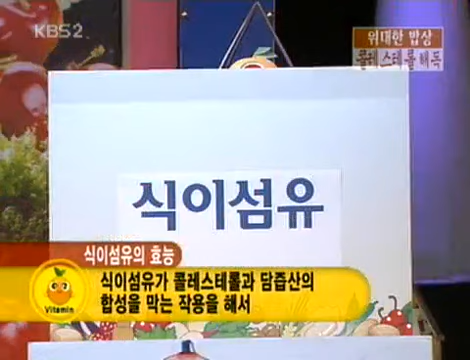 KBS2
위대한 밥상
콜레스테롤 해독
식이섬유
식이섬유의 효능
식이섬유가 콜레스테롤과 담즙산의
합성을 막는 작용을 해서
Vitamin